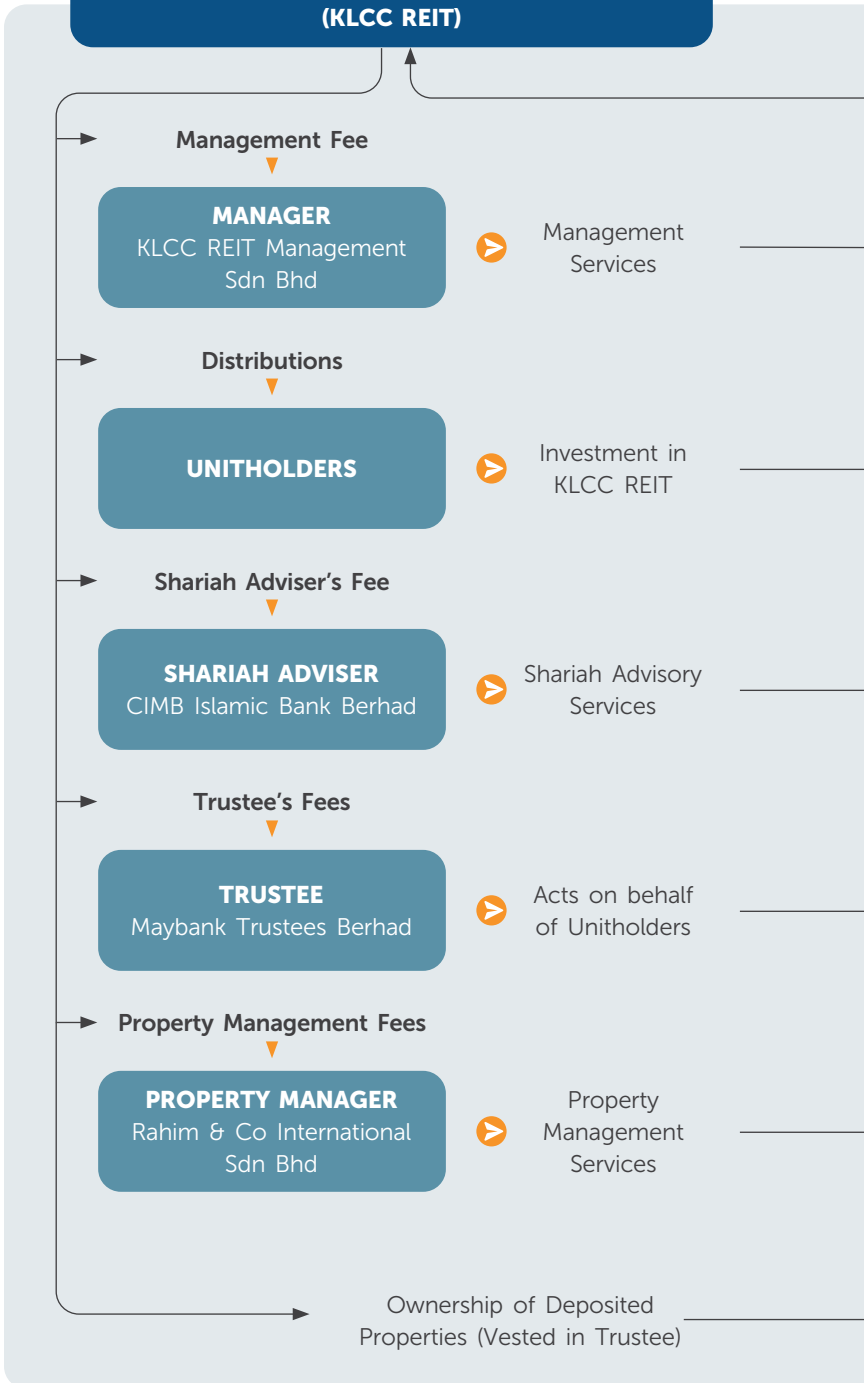 (KLCC REIT)
Management Fee
MANAGER
KLCC REIT Management
Sdn Bhd
Management
Services
Distributions
UNITHOLDERS
Investment in
KLCC REIT
Shariah Adviser's Fee
SHARIAH ADVISER
CIMB Islamic Bank Berhad
Shariah Advisory
Services
Trustee's Fees
TRUSTEE
Maybank Trustees Berhad
Acts on behalf
of Unitholders
Property Management Fees
PROPERTY MANAGER
Rahim & Co International
Sdn Bhd
Property
Management
Services
Ownership of Deposited
Properties (Vested in Trustee)